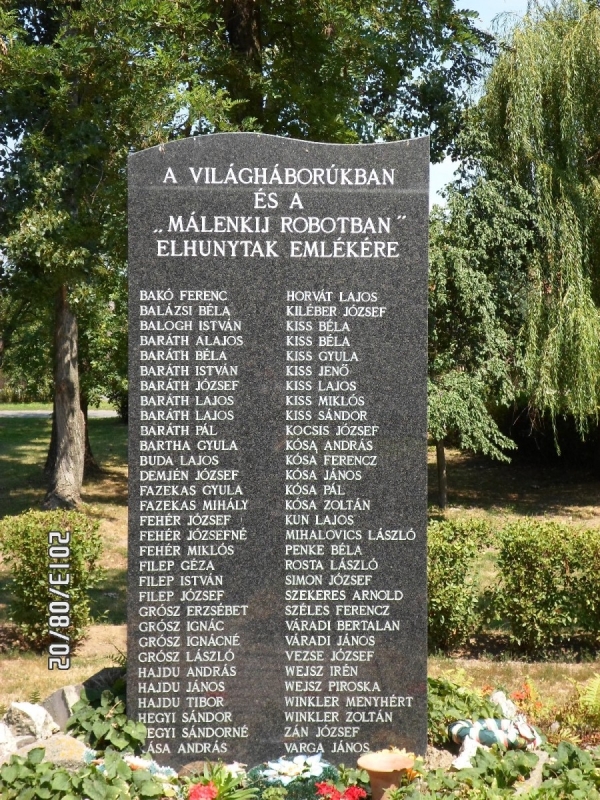 A VILÁGHÁBORÚKBAN
ÉS A
„MÁLENKIJ ROBOTBAN"
ELHUNYTAK EMLÉKÉRE
BAKÓ FERENC
BALÁZSI BÉLA
BALOGH ISTVÁN
BARÁTH ALAJOS
BARÁTH BÉLA
BARÁTH ISTVÁN
BARÁTH JÓZSEF
BARÁTH LAJOS
BARÁTH LAJOS
BARÁTH PÁL
BARTHA GYULA
BUDA LAJOS
DEMJÉN JÓZSEF
FAZEKAS GYULA
FAZEKAS MIHÁLY
FEHÉR JÓZSEF
FEHÉR JÓZSEFNÉ
FEHÉR MIKLÓS
FILEP GÉZA
FILEP ISTVÁN
FILEP JÓZSEF
GRÓSZ ERZSÉBET
GRÓSZ IGNÁC
GRÓSZ IGNÁCNÉ
GRÓSZ LÁSZLÓ
HAJDU ANDRÁS
HAJDU JÁNOS
HAJDU TIBOR
HEGYI SÁNDOR
HEGYI SÁNDORNÉ
ANDRÁS
HORVÁT LAJOS
KILÉBER JÓZSEF
KISS BÉLA
KISS BÉLA
KISS GYULA
KISS JENŐ
KISS LAJOS
KISS MIKLÓS
KISS SÁNDOR
KOCSIS JÓZSEF
KÓSA ANDRÁS
KÓSA FERENCZ
KÓSA JÁNOS
KÓSA PÁL
KÓSA ZOLTÁN
KUN LAJOS
MIHALOVICS LÁSZLÓ
PENKE BÉLA
ROSTA LÁSZLÓ
SIMON JÓZSEF
SZEKERES ARNOLD
SZÉLES FERENCZ
VÁRADI BERTALAN
VÁRADI JÁNOS
VEZSE JÓZSEF
WEJSZ IRÉN
WEJSZ PIROSKA
WINKLER MENYHÉRT
WINKLER ZOLTÁN
ZÁN JÓZSEF
VARGA JÁNOS
2013/08/20